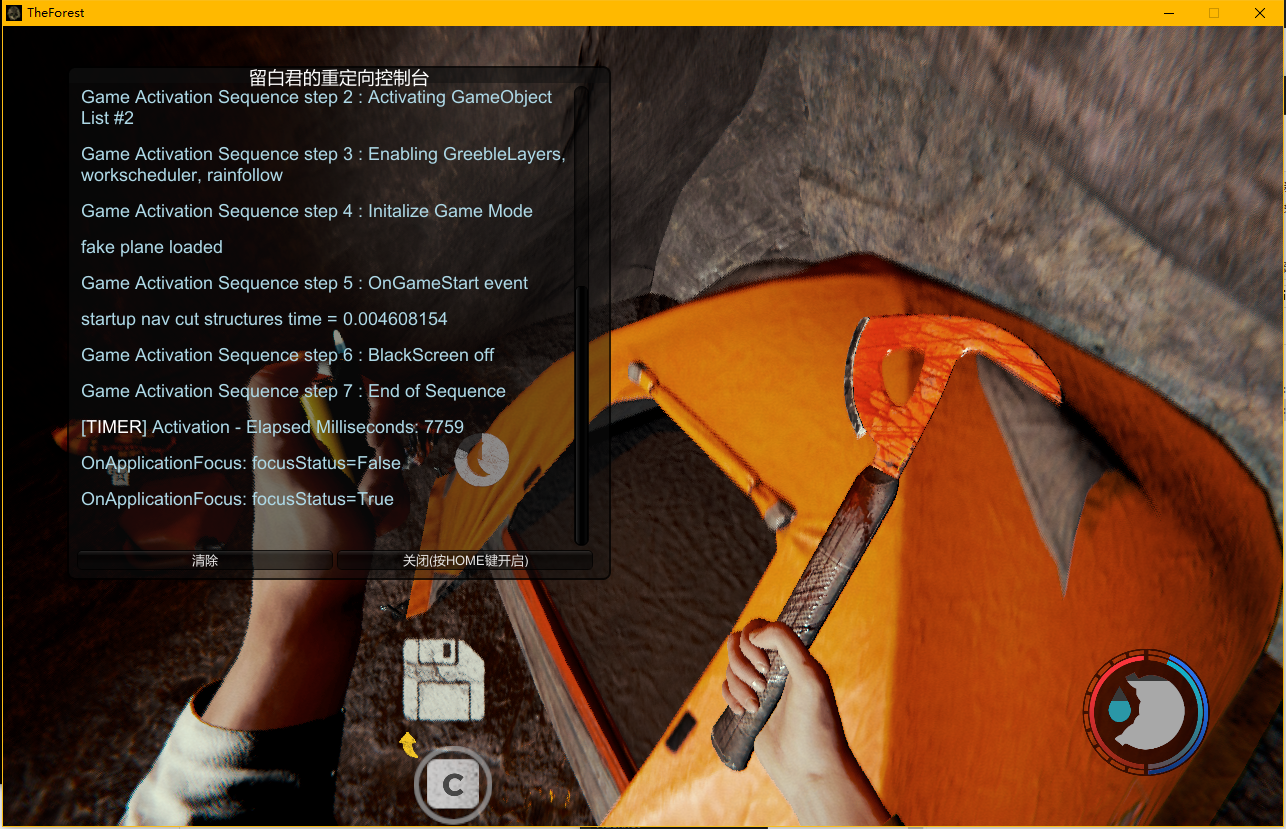 TheForest
留白君的重定向控制台
Game Activation Sequence step 2 : Activating GameObject
List #2
Game Activation Sequence step 3 : Enabling GreebleLayers,
workscheduler, rainfollow
Game Activation Sequence step 4 : Initalize Game Mode
fake plane loaded
Game Activation Sequence step 5 : OnGameStart event
startup nav cut structures time = 0.004608154
Game Activation Sequence step 6 : BlackScreen off
Game Activation Sequence step 7 : End of Sequence
[TIMER] Activation - Elapsed Milliseconds: 7759
OnApplicationFocus: focusStatus=False
OnApplicationFocus: focusStatus=True
清除
关闭(按HOME键开启)
C